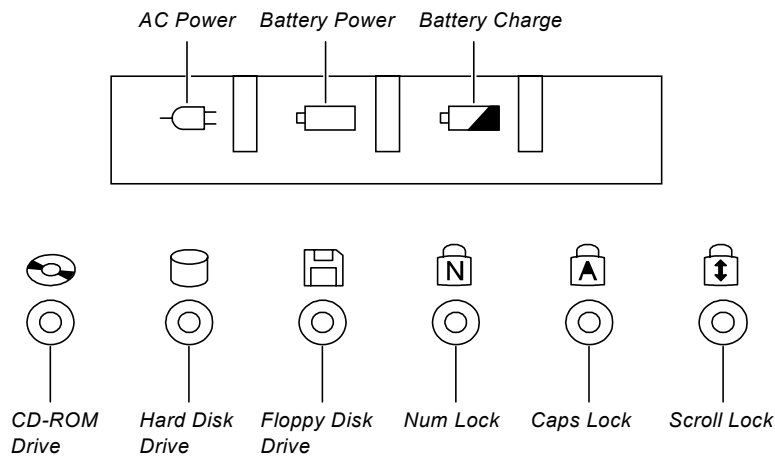 AC Power Battery Power Battery Charge
N A
CD-ROM Drive
Hard Disk Drive
Floppy Disk Drive
Num Lock
Caps Lock
Scroll Lock